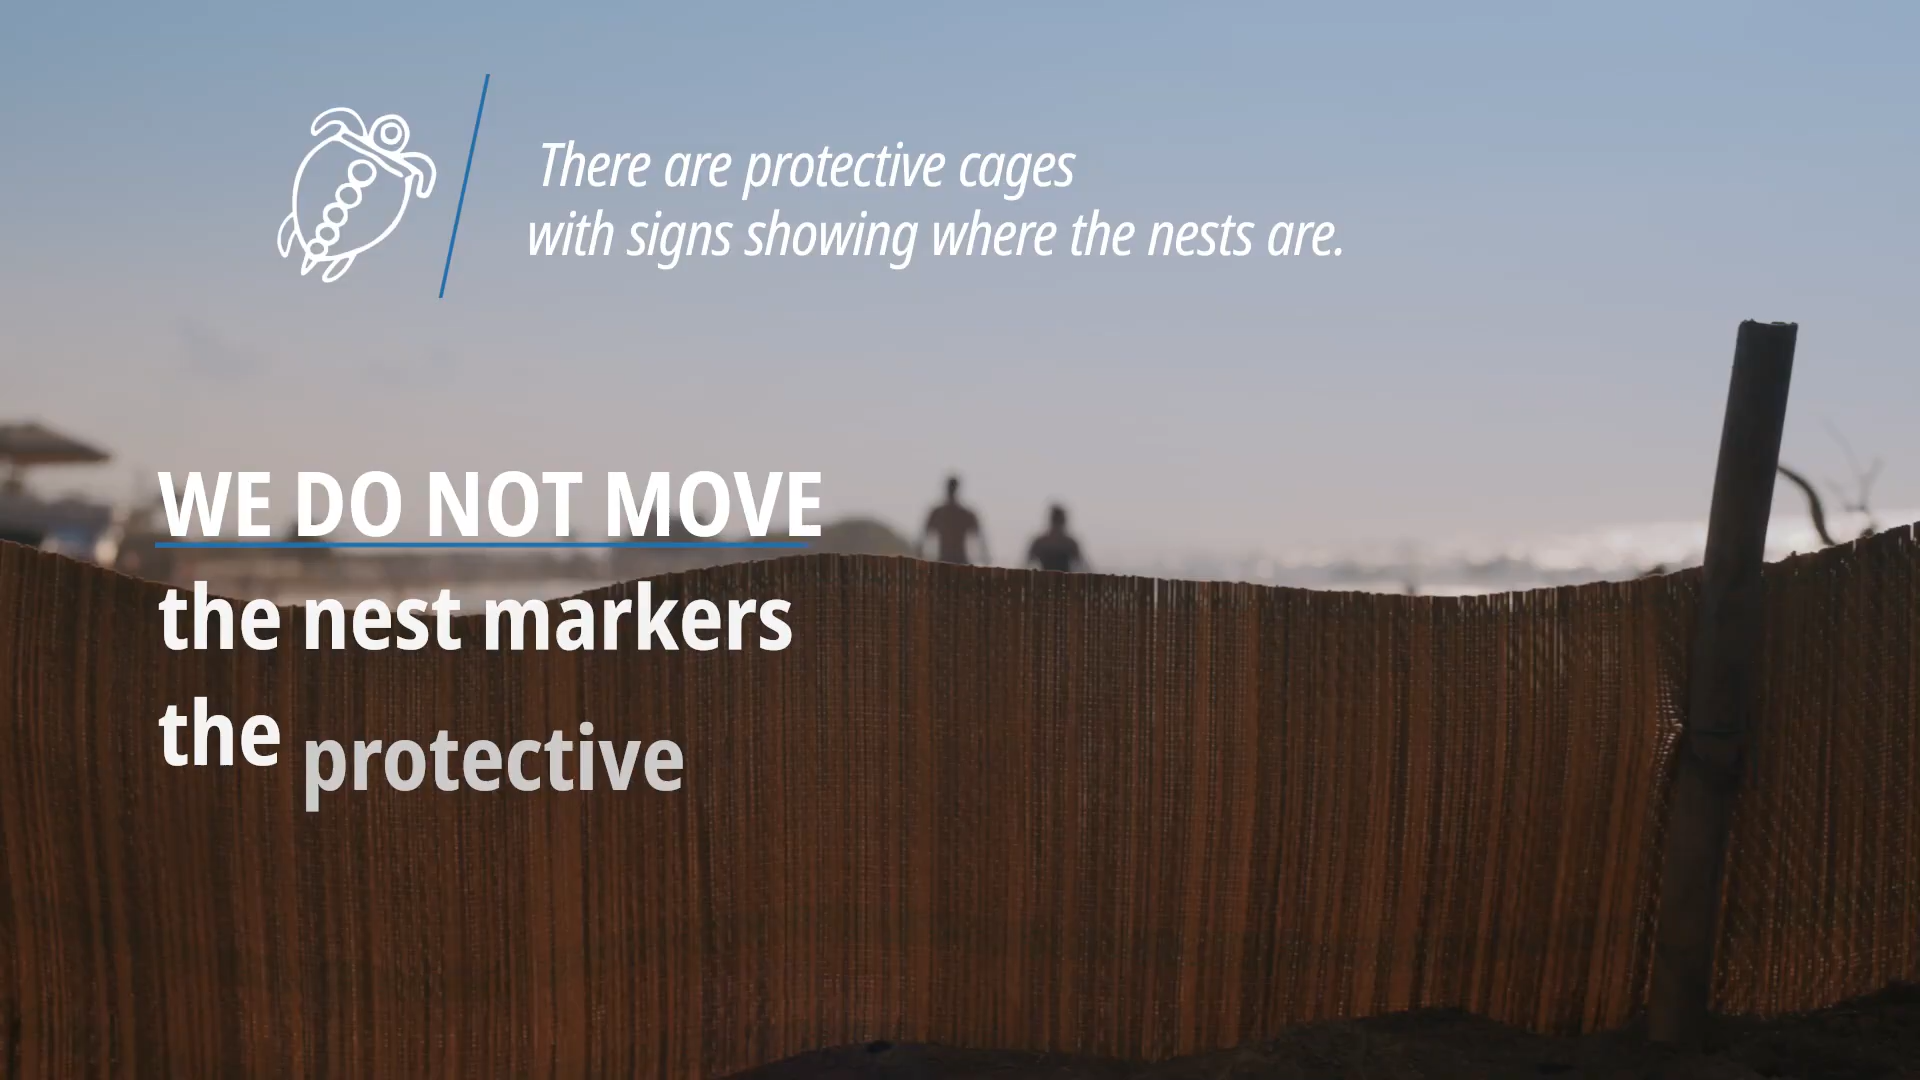 There are protective cages
with signs showing where the nests are.
WE DO NOT MOVE
the nest markers
the protective